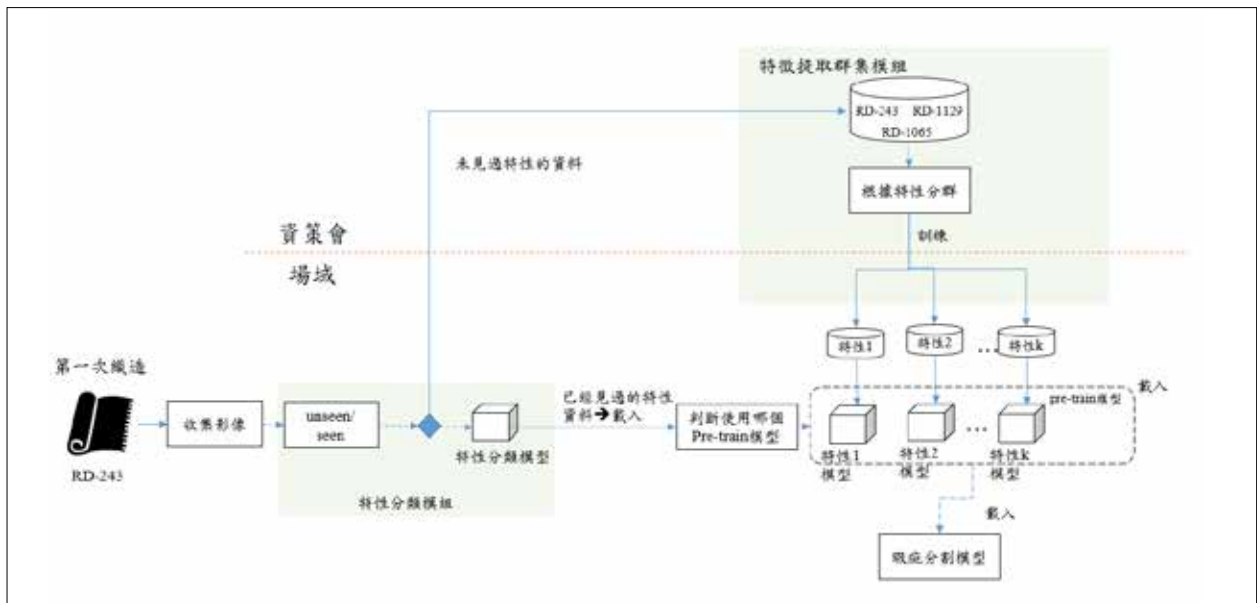 特徵提取群集模組
RD-243 RD-1129
RD-1065
未見過特性的資料
根據特性分群
資策會
訓練
場域
特性1
特性2
...
特性k
第一次織造
已經見過的特性
資料→載入
載入
pre-train模型
收集影像
unseen/
seen
判斷使用哪個
Pre-train模型
...
RD-243
特性分類模型
特性1
模型
特性2
模型
特性k
模型
特性分類模組
載入
瑕疵分割模型